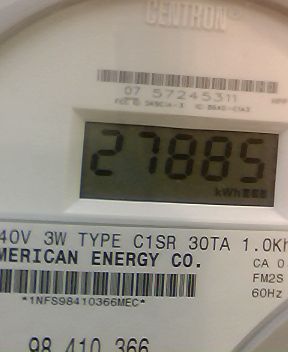 CENTRON®
07 57245311
27885
kWh
40V 3W TYPE C1SR 30TA 1.0Kh
MERICAN ENERGY CO.
CA 0
FM2S
60Hz
*1NFS98410366MEC*
98 410 366